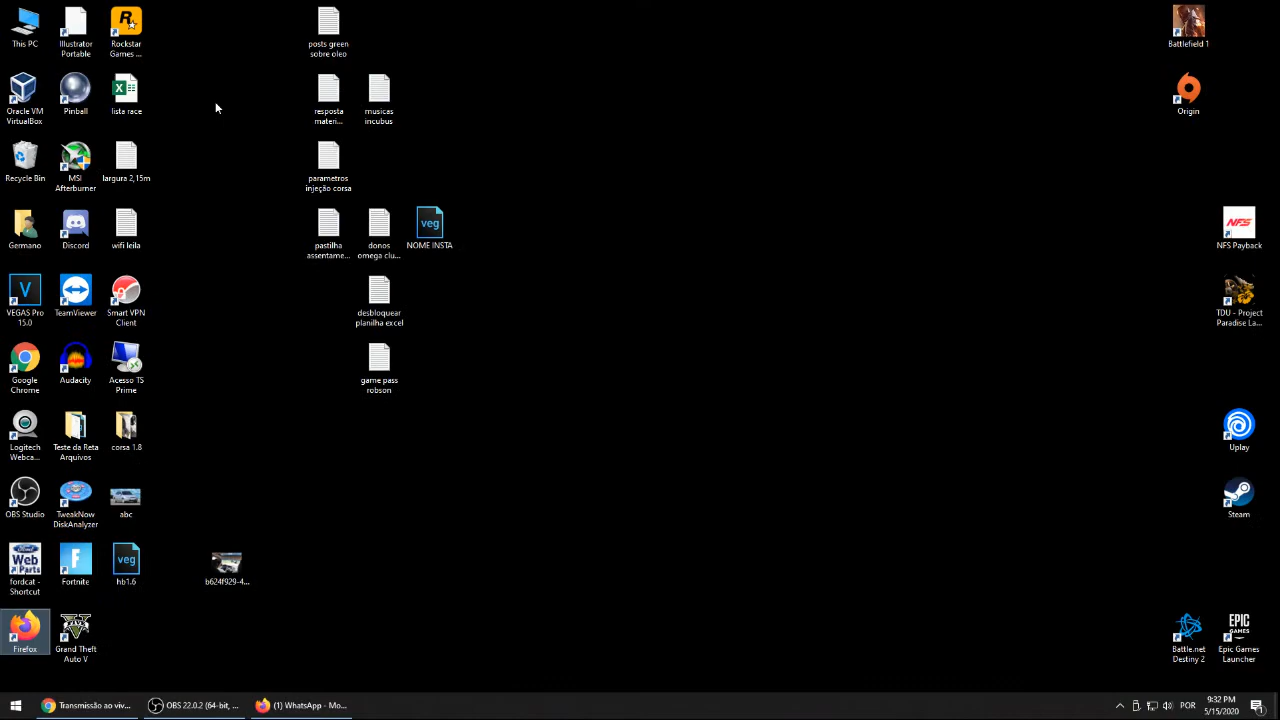 This PC
Illustrator
Portable
Rockstar
Games ...
posts green
sobre oleo
Battlefield 1
Oracle VM
VirtualBox
Pinball
lista race
resposta
materi...
musicas
incubus
Origin
Recycle Bin
MSI
Afterburner
largura 2,15m
parametros
injeção corsa
Germano
Discord
wifi leila
pastilha
assentame...
donos
omega clu...
veg
NOME INSTA
NFS
NFS Payback
V
VEGAS Pro
15.0
TeamViewer
Smart VPN
Client
desbloquear
planilha excel
TDU - Project
Paradise La...
Google
Chrome
Audacity
Acesso TS
Prime
game pass
robson
Logitech
Webca...
Teste da Reta
Arquivos
corsa 1.8
Uplay
OBS Studio
TweakNow
DiskAnalyzer
abc
Steam
Ford
Web
Parts
fordcat -
Shortcut
Fortnite
veg
hb1.6
b624f929-4...
Firefox
Grand Theft
Auto V
Battle.net
Destiny 2
EPIC
GAMES
Epic Games
Launcher
Transmissão ao viv...
OBS 22.0.2 (64-bit, ...
(1) WhatsApp - Mo...
POR
9:32 PM
5/15/2020